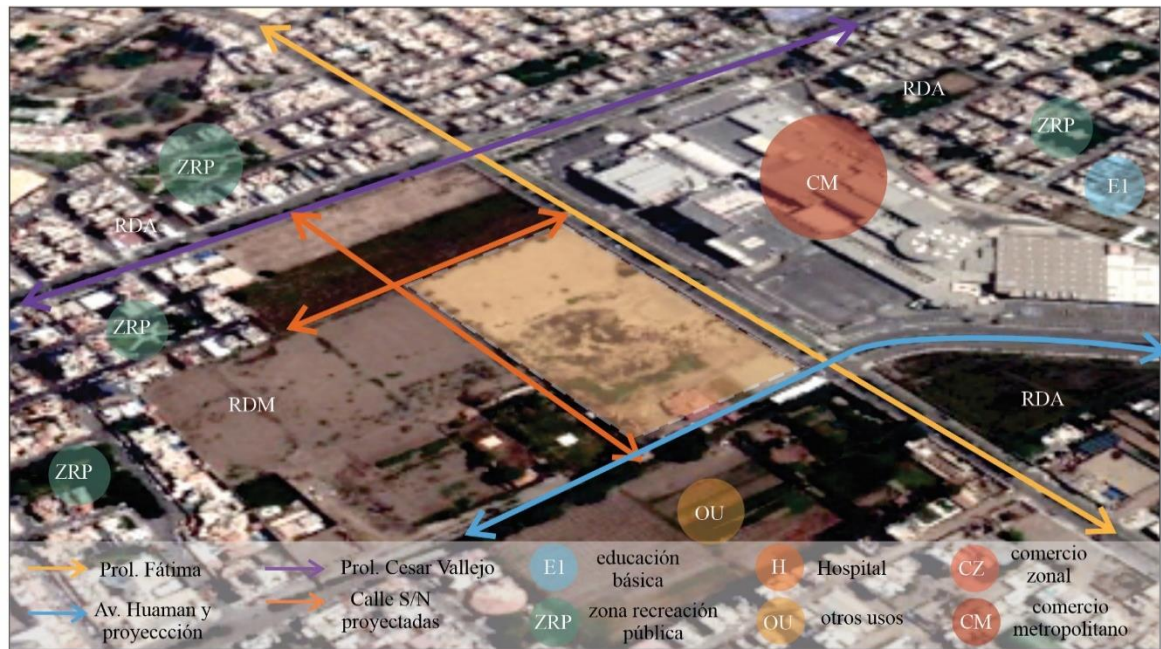 RDA
ZRP
ZRP
CM
E1
RDA
ZRP
RDM
RDA
ZRP
OU
Prol. Fátima
Prol. Cesar Vallejo
E1
educación
básica
H
Hospital
CZ
comercio
zonal
Av. Huaman y
proyeccción
Calle S/N
proyectadas
ZRP
zona recreación
pública
OU
otros usos
CM
comercio
metropolitano